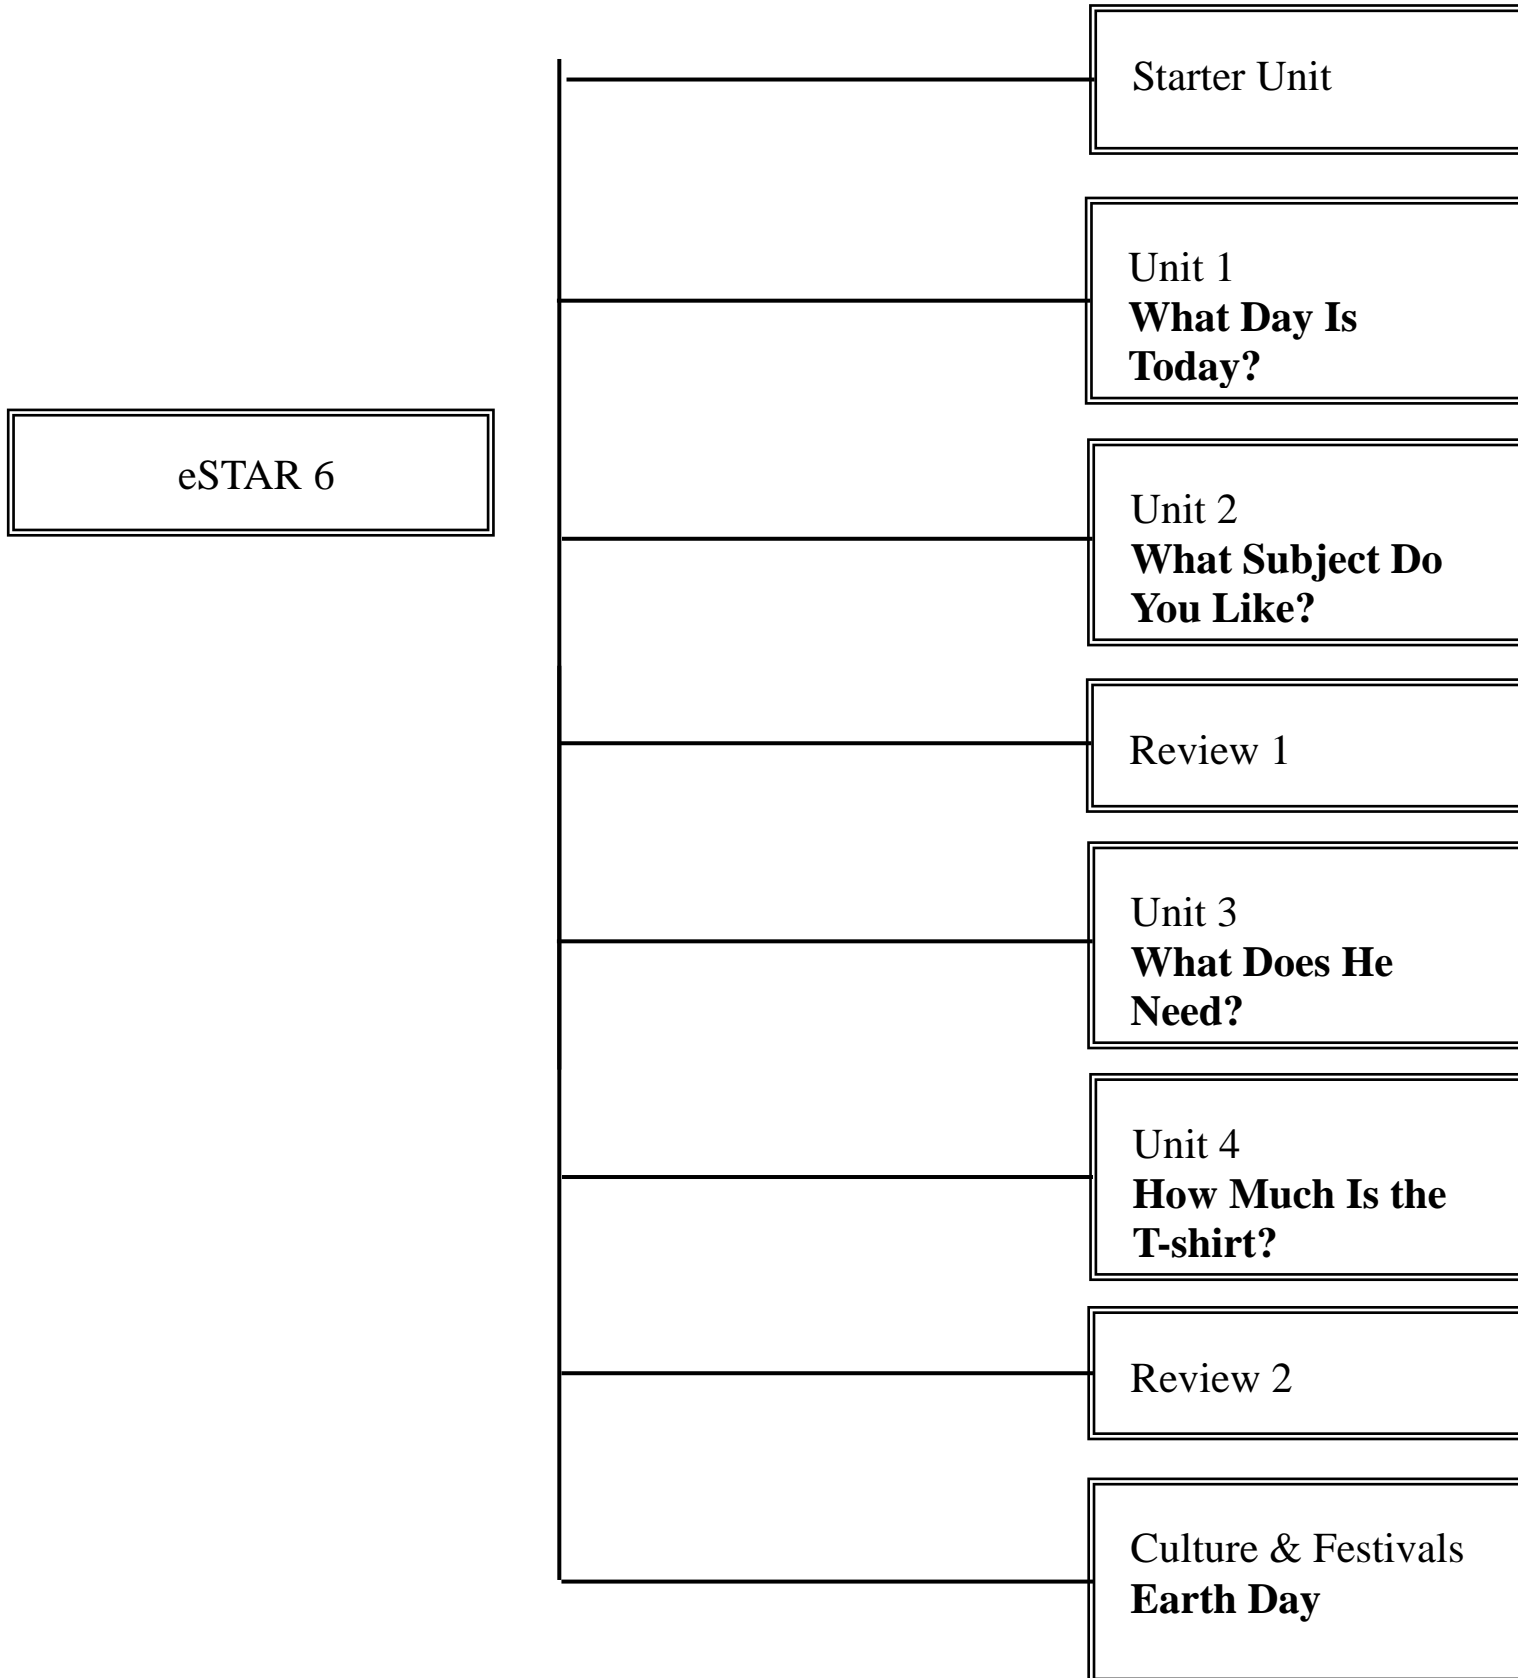 eSTAR 6
Starter Unit
Unit 1
What Day Is
Today?
Unit 2
What Subject Do
You Like?
Review 1
Unit 3
What Does He
Need?
Unit 4
How Much Is the
T-shirt?
Review 2
Culture & Festivals
Earth Day